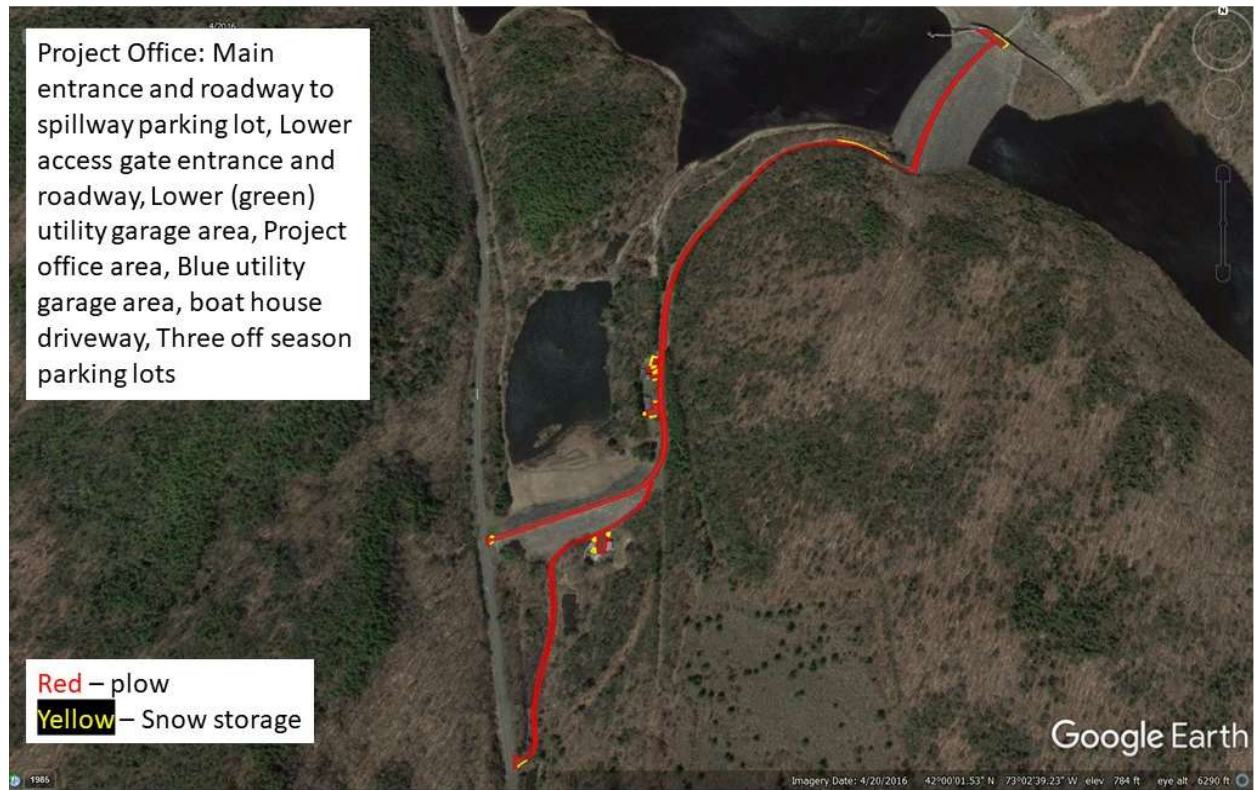 4/2016
Project Office: Main
entrance and roadway to
spillway parking lot, Lower
access gate entrance and
roadway, Lower (green)
utility garage area, Project
office area, Blue utility
garage area, boat house
driveway, Three off season
parking lots
N
Red – plow
Yellow – Snow storage
Google Earth
1985
Imagery Date: 4/20/2016 42°00'01.53" N 73°02'39.23" W elev 784 ft eye alt 6290 ft